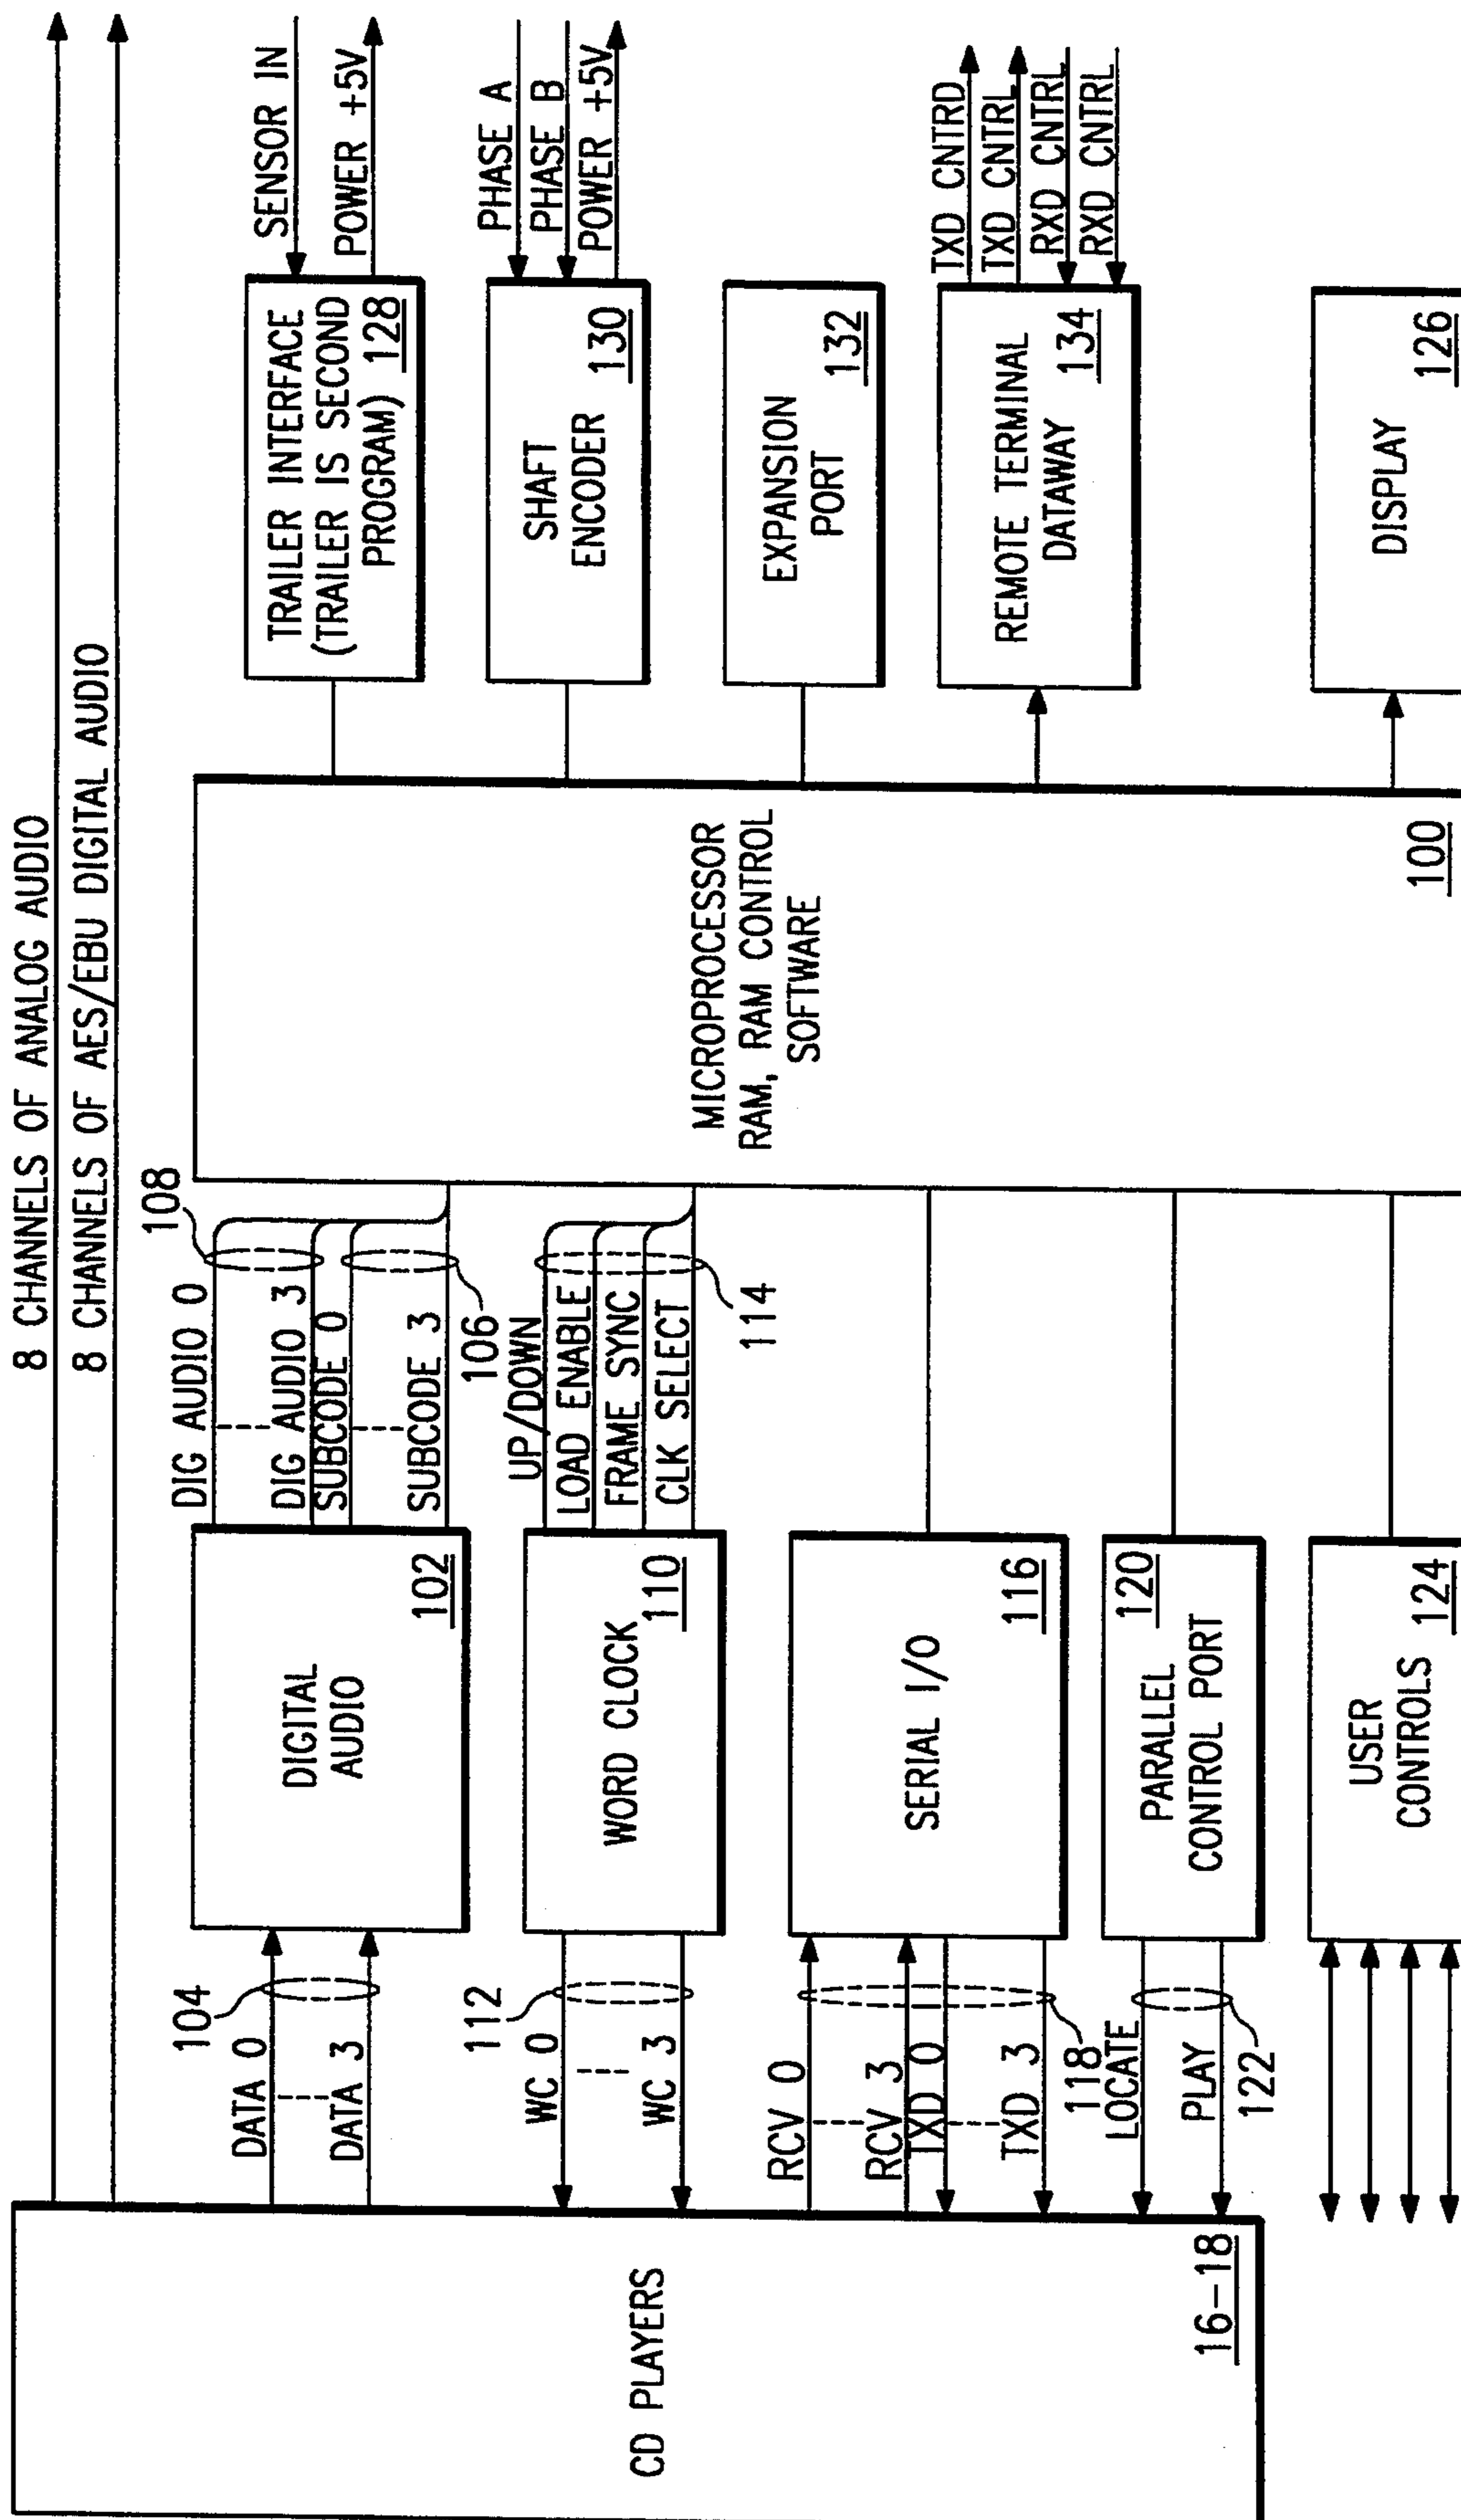 8 CHANNELS OF ANALOG AUDIO
8 CHANNELS OF AES/EBU DIGITAL AUDIO
CD PLAYERS
16-18
DATA 0
DATA 3
104
WC 0
WC 3
112
RCV 0
RCV 3
TXD 0
TXD 3
118
LOCATE
PLAY
122
DIGITAL
AUDIO
102
WORD CLOCK
110
SERIAL I/O
116
PARALLEL
CONTROL PORT
120
USER
CONTROLS
124
DIG AUDIO 0
DIG AUDIO 3
108
SUBCODE 0
SUBCODE 3
106
UP/DOWN
LOAD ENABLE
FRAME SYNC
CLK SELECT
114
MICROPROCESSOR
RAM, RAM CONTROL
SOFTWARE
100
TRAILER INTERFACE
(TRAILER IS SECOND
PROGRAM) 128
SHAFT
ENCODER
130
EXPANSION
PORT
132
REMOTE TERMINAL
DATAWAY
134
DISPLAY
126
SENSOR IN
POWER +5V
PHASE A
PHASE B
POWER +5V
TXD CNTRD
TXD CNTRL
RXD CNTRL
RXD CNTRL